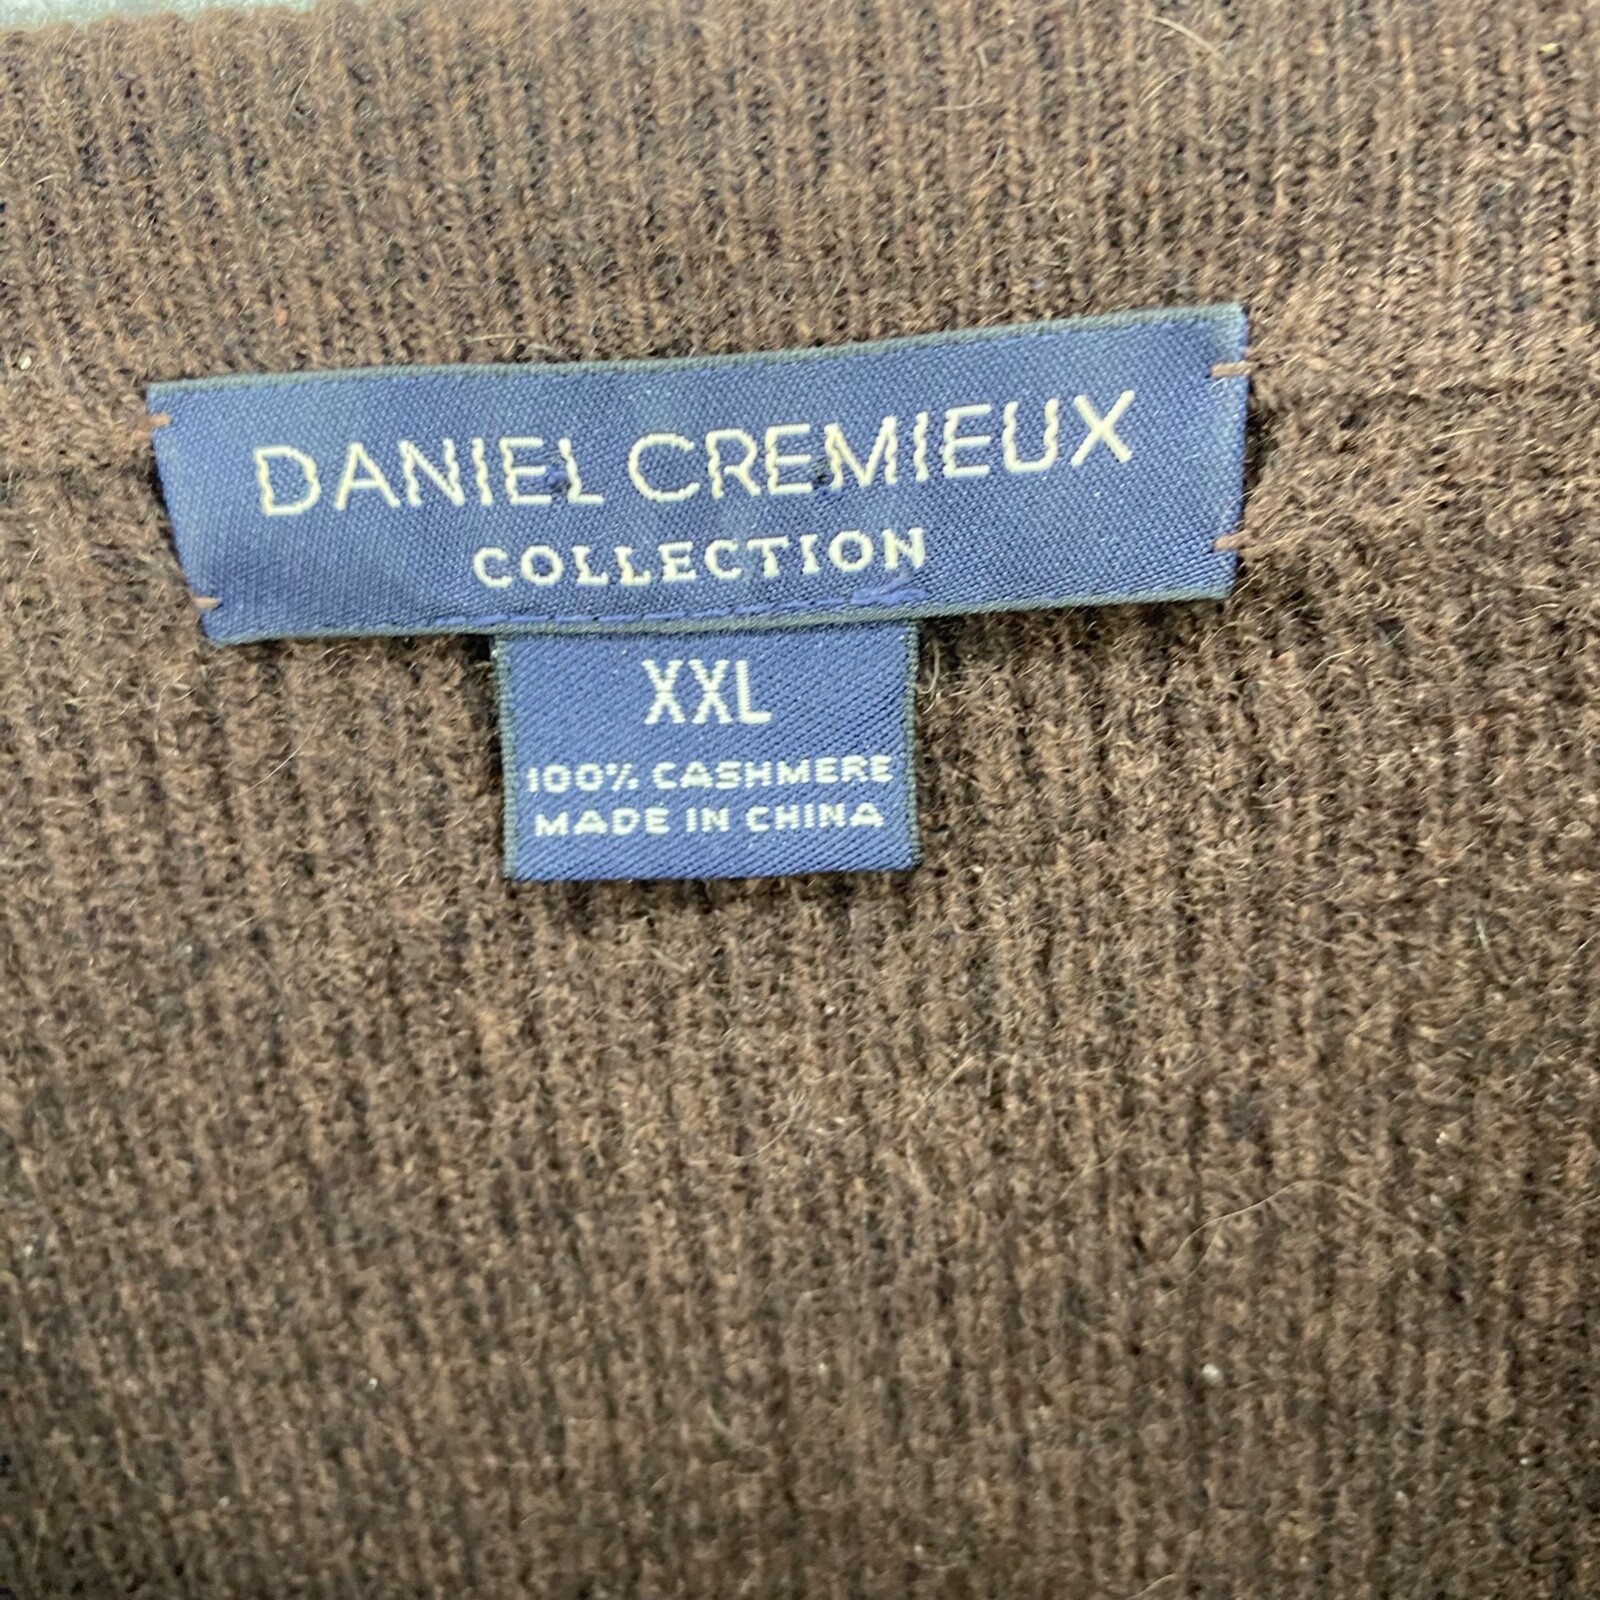 DANIEL CREMIEUX
COLLECTION
XXL
100% CASHMERE
MADE IN CHINA